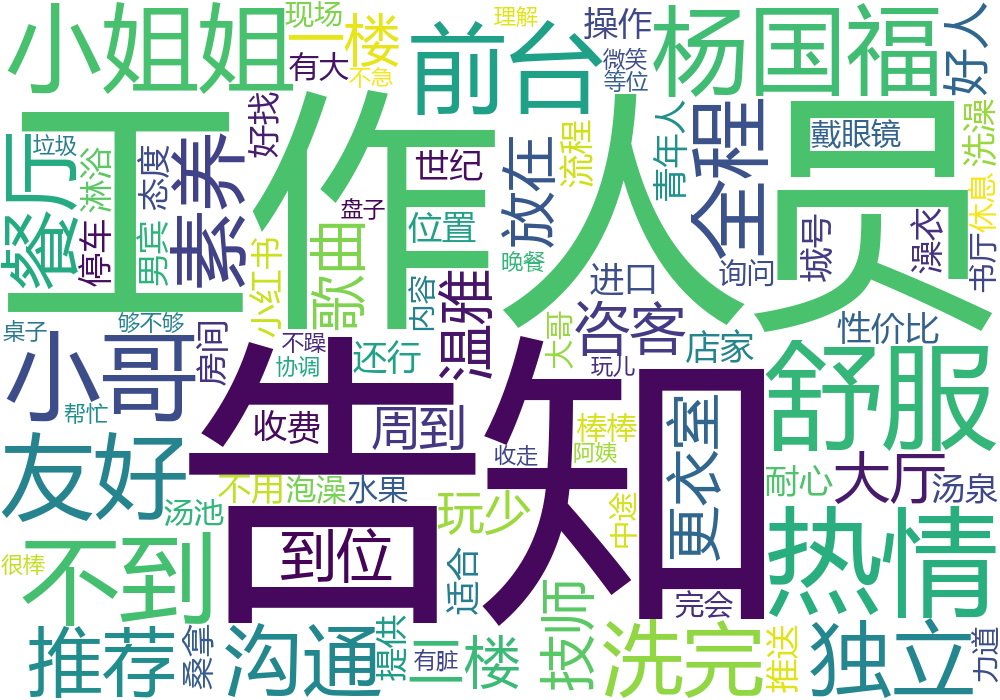 小姐姐
现场
一楼
前台
理解
操作
杨国福
好人
有大
不急
微笑
等位
工作人员
餐厅
垃圾
淋浴
态度
素养
好找
世纪
盘子
放在
流程
青年人
全程
戴眼镜
洗澡
停车
男宾
小红书
歌曲
位置
内容
温雅
晚餐
进口
询问
城号
澡衣
休息
书厅
桌子
够不够
小哥
房间
不躁
协调
还行
大哥
咨客
玩儿
店家
性价比
帮忙
告知
收费
周到
收走
棒棒
阿姨
更衣室
舒服
友好
不用
泡澡
水果
玩少
中途
耐心
大厅
汤泉
汤池
很棒
不到
到位
适合
热情
推荐
桑拿
沟通
提供
有脏
二楼
技师
洗完
完会
推送
独立
力道